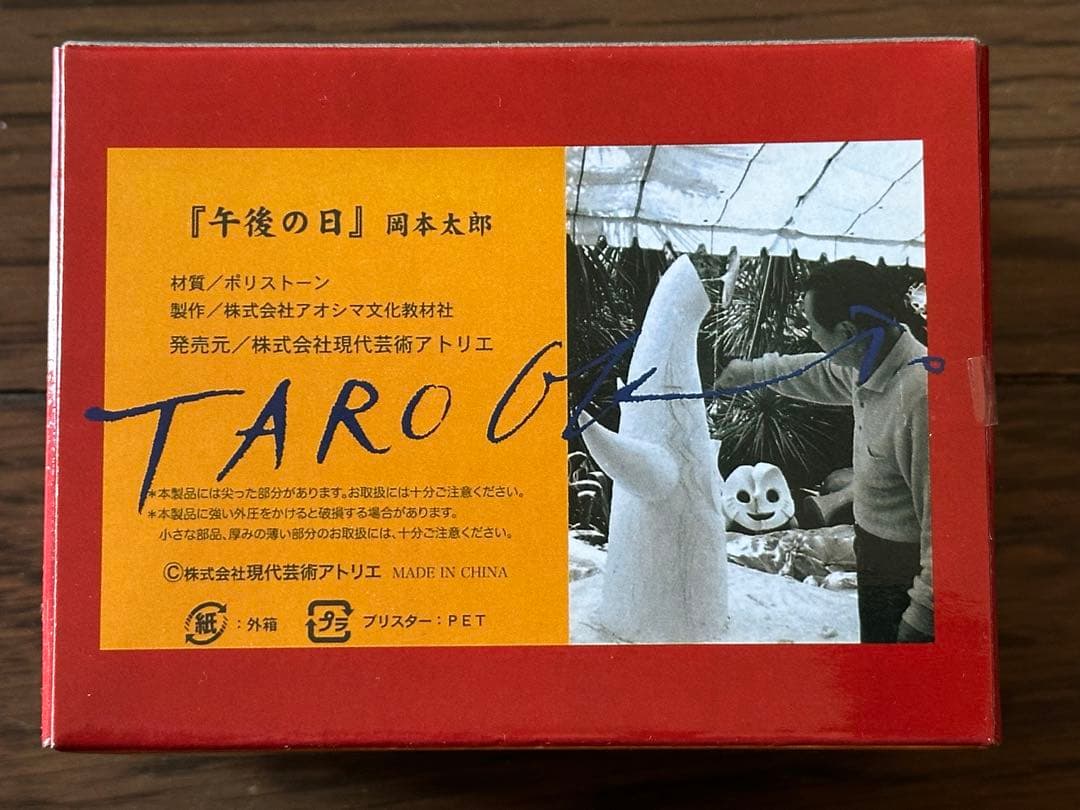 『午後の日』 岡本太郎
材質／ポリストーン
製作／株式会社アオシマ文化教材社
発売元／株式会社現代芸術アトリエ
TARO
＊本製品には尖った部分があります。お取扱には十分ご注意ください。
＊本製品に強い外圧をかけると破損する場合があります。
小さな部品、厚みの薄い部分のお取扱には、十分ご注意ください。
©株式会社現代芸術アトリエ MADE IN CHINA
紙：外箱 プラ ブリスター：PET